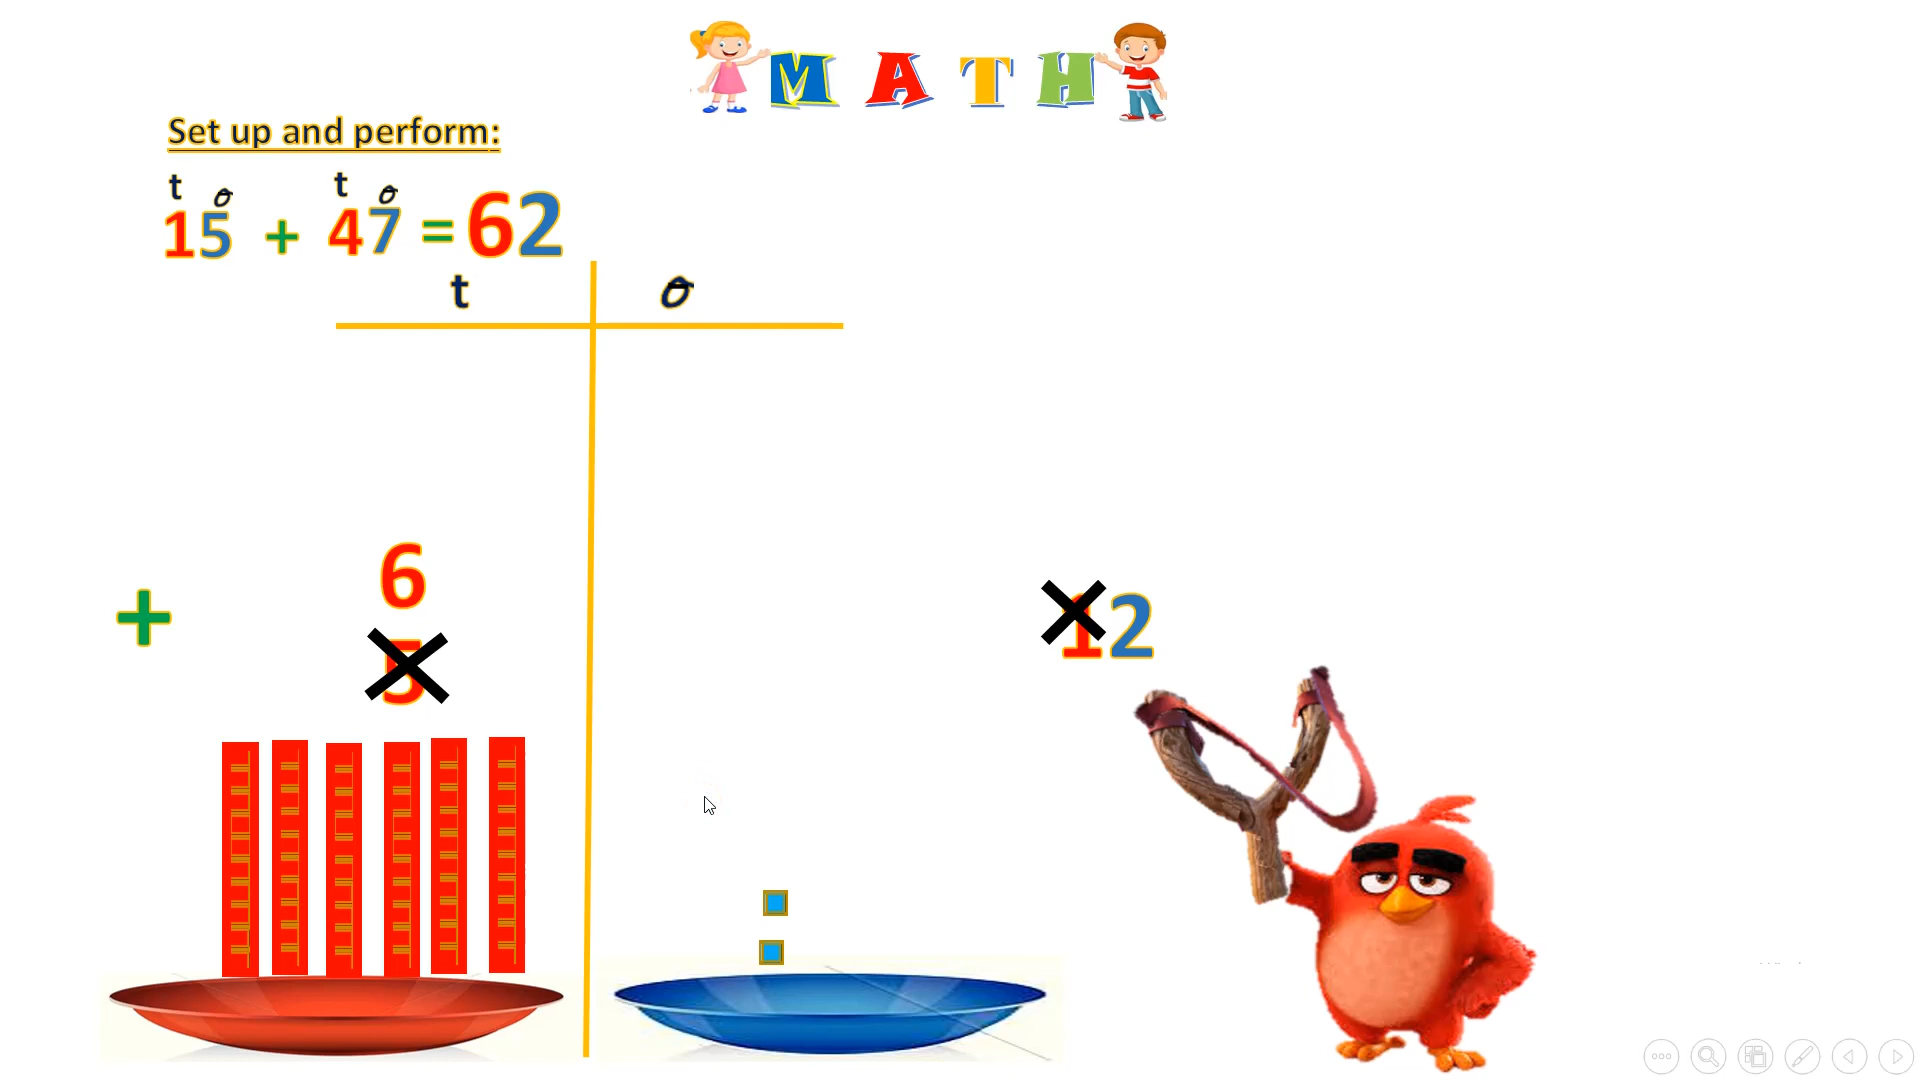 MATH
Set up and perform:
t o t o
15 + 47 = 62
t o
6
+ 5 12